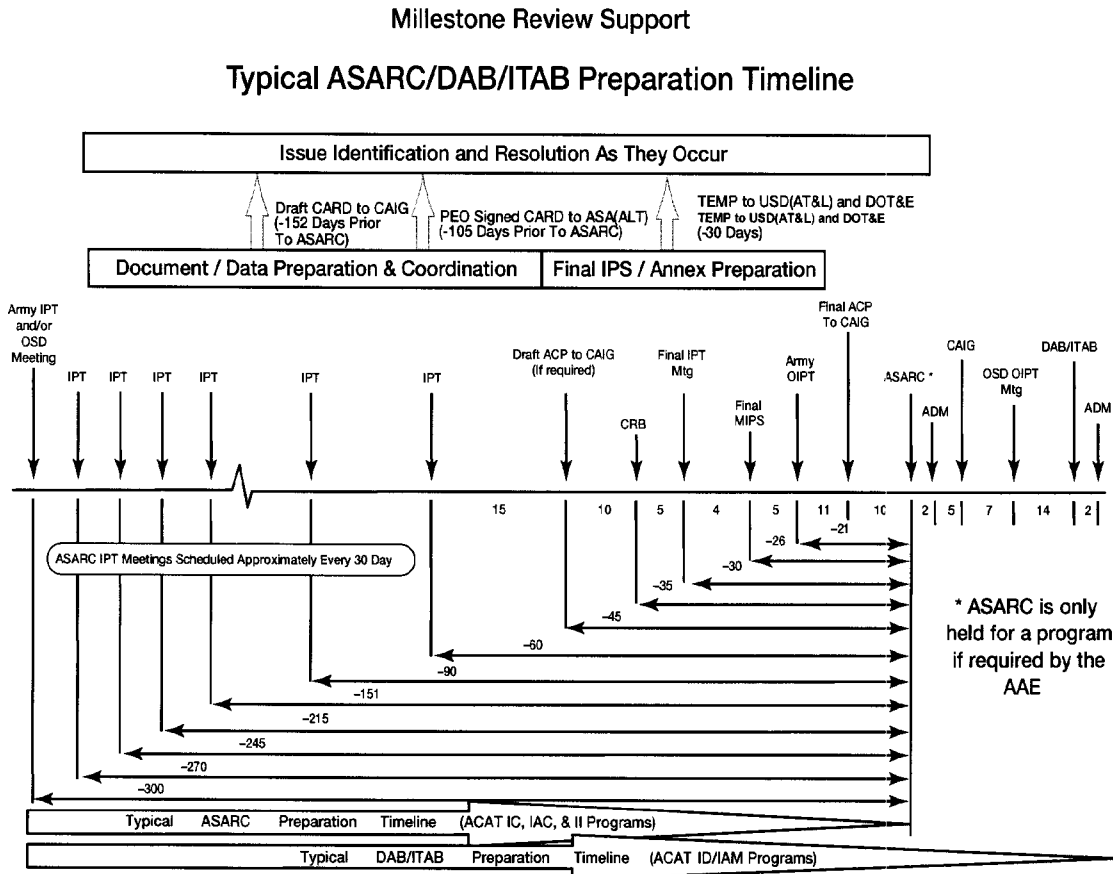 Millestone Review Support
Typical ASARC/DAB/ITAB Preparation Timeline
Issue Identification and Resolution As They Occur
Draft CARD to CAIG
(-152 Days Prior
To ASARC)
PEO Signed CARD to ASA(ALT)
(-105 Days Prior To ASARC)
TEMP to USD(AT&L) and DOT&E
TEMP to USD(AT&L) and DOT&E
(-30 Days)
Document / Data Preparation & Coordination
Final IPS / Annex Preparation
Army IPT
and/or
OSD
Meeting
IPT
IPT
IPT
IPT
IPT
IPT
Draft ACP to CAIG
(If required)
CRB
Final IPT
Mtg
Final
MIPS
Army
OIPT
Final ACP
To CAIG
ASARC *
ADM
CAIG
OSD OIPT
Mtg
DAB/ITAB
ADM
15
10
5
4
5
11
10
2
5
7
14
2
ASARC IPT Meetings Scheduled Approximately Every 30 Day
–21
–26
–30
–35
–45
–60
–90
–151
–215
–245
–270
–300
* ASARC is only
held for a program
if required by the
AAE
Typical ASARC Preparation Timeline (ACAT IC, IAC, & II Programs)
Typical DAB/ITAB Preparation Timeline (ACAT ID/IAM Programs)